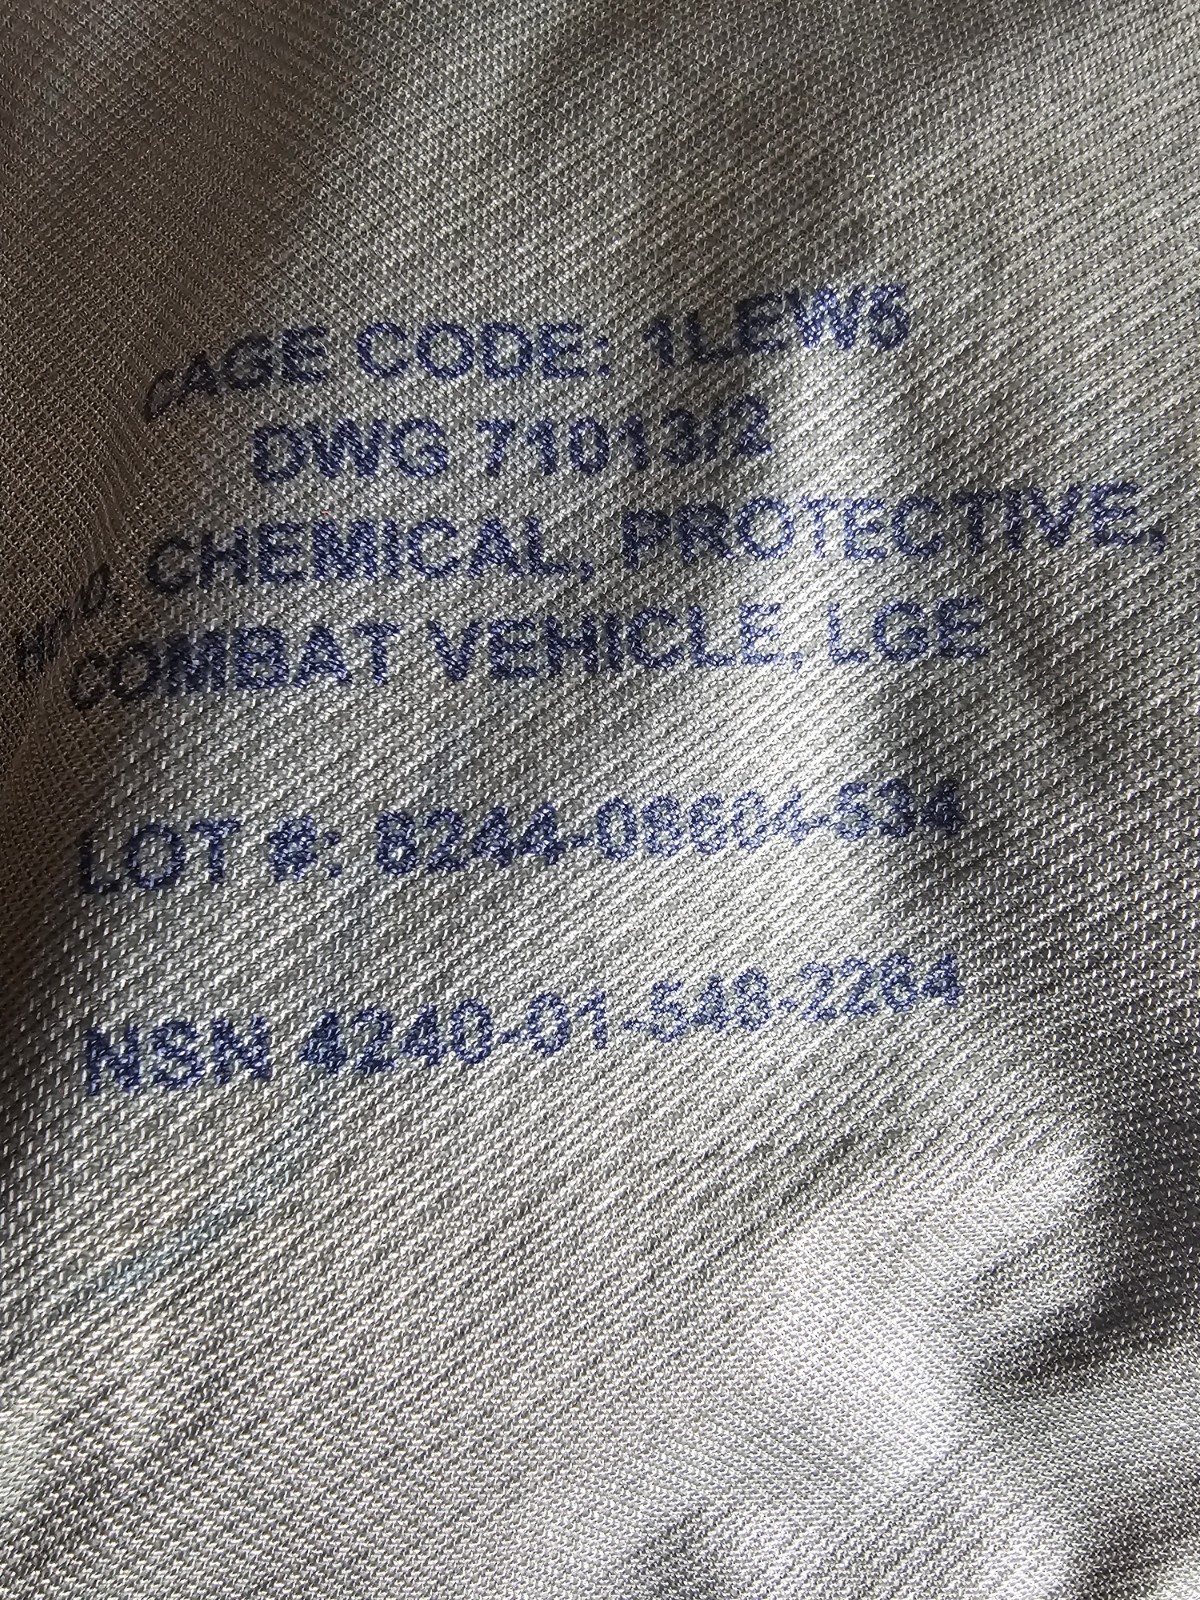 CAGE CODE: 1LEW5
DWG 71013/2
CHEMICAL, PROTECTIVE,
COMBAT VEHICLE, LGE
LOT #: 8244-08604-534
NSN 4240-01-548-2264